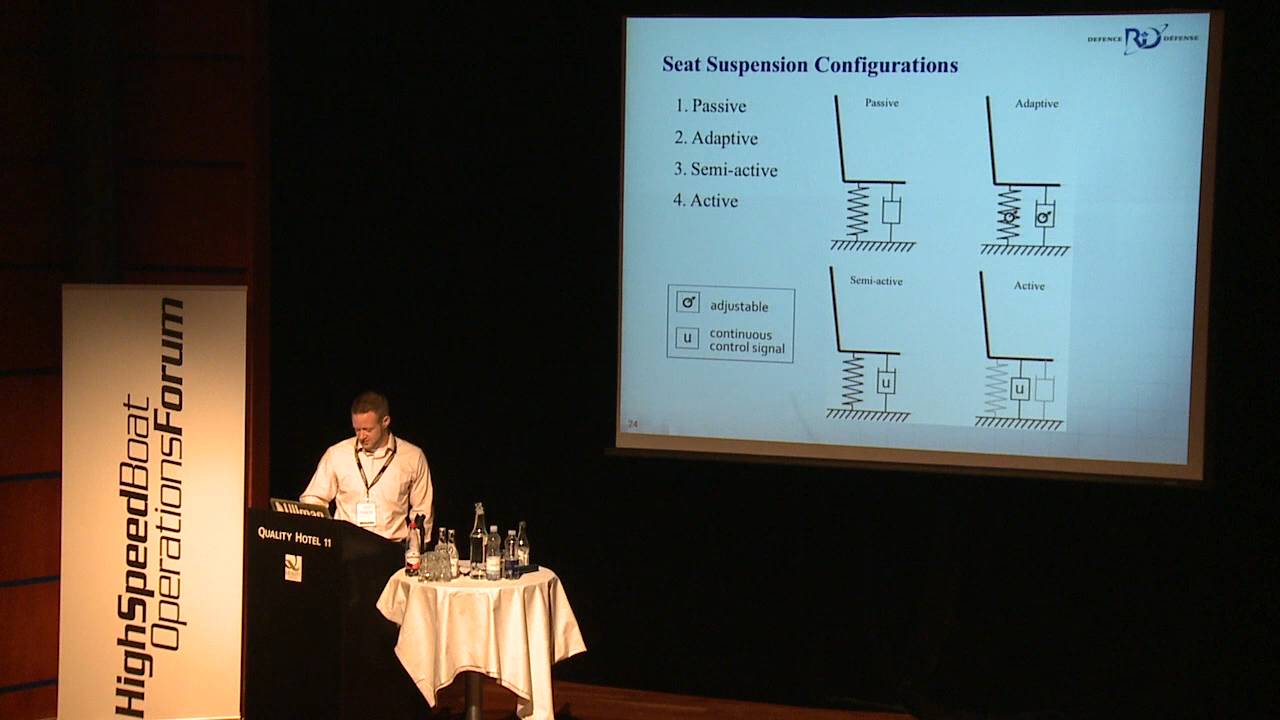 DEFENCE R&D DÉFENSE
Seat Suspension Configurations
1. Passive
2. Adaptive
3. Semi-active
4. Active
Passive
Adaptive
Semi-active
Active
u
u
adjustable
u
continuous
control signal
24
HighSpeedBoat
OperationsForum
Ullman
QUALITY HOTEL 11